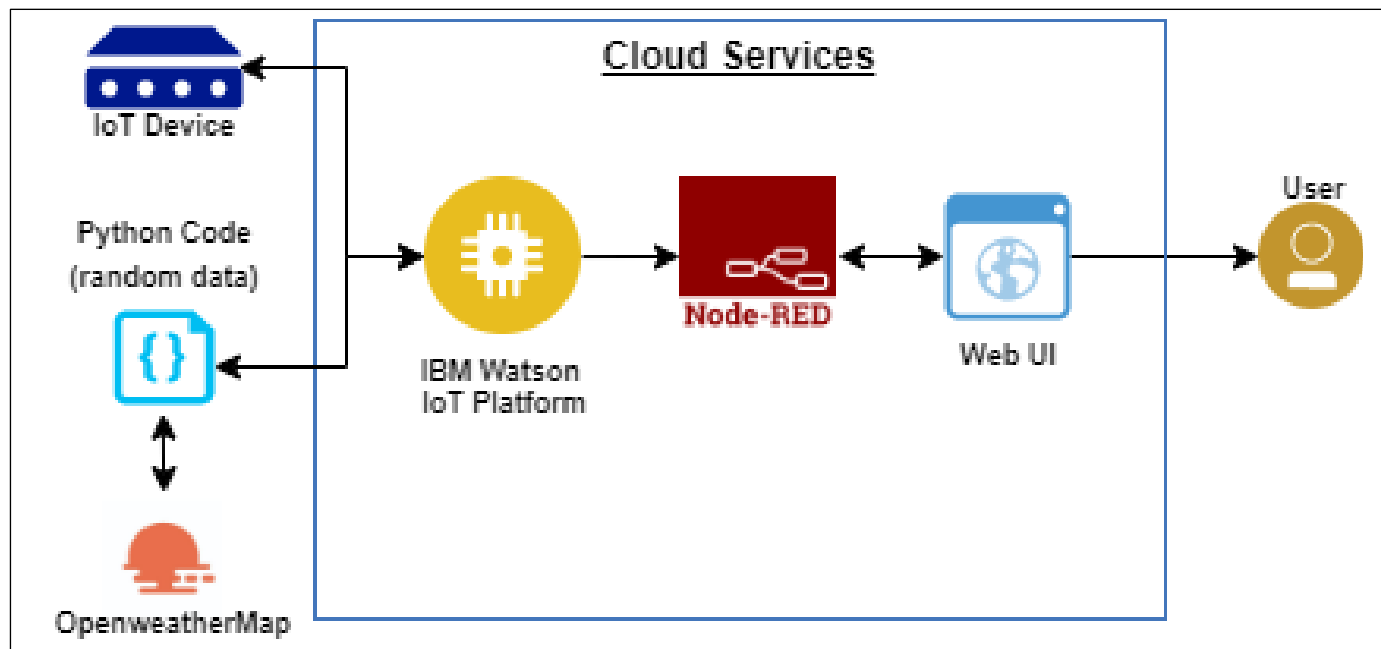 Cloud Services
IoT Device
Python Code
(random data)
{}
OpenweatherMap
IBM Watson
IoT Platform
Node-RED
Web UI
User